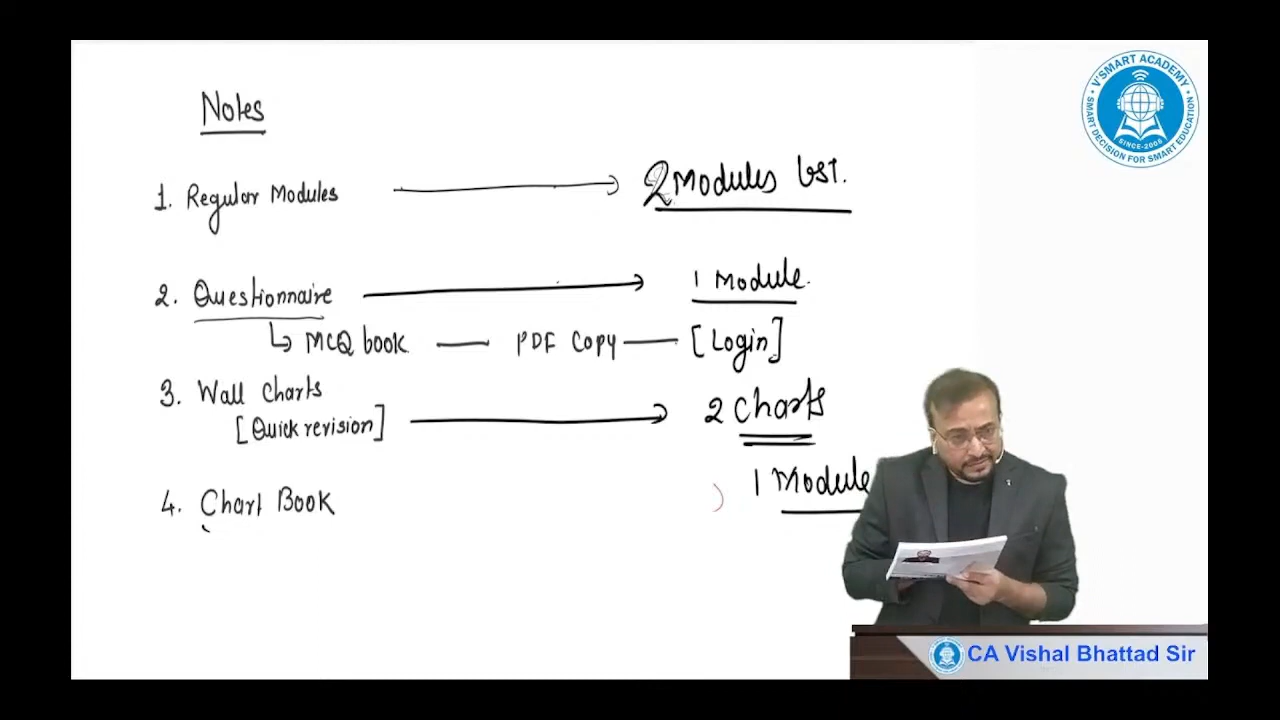 Notes
1. Regular Modules 2 Modules GST.
2. Questionnaire 1 Module.
MCQ book PDF Copy [Login]
3. Wall Charts
[Quick revision] 2 Charts
4. Chart Book 1 Module
V'SMART ACADEMY
SMART DECISION FOR SMART EDUCATION
SINCE-2006
CA Vishal Bhattad Sir